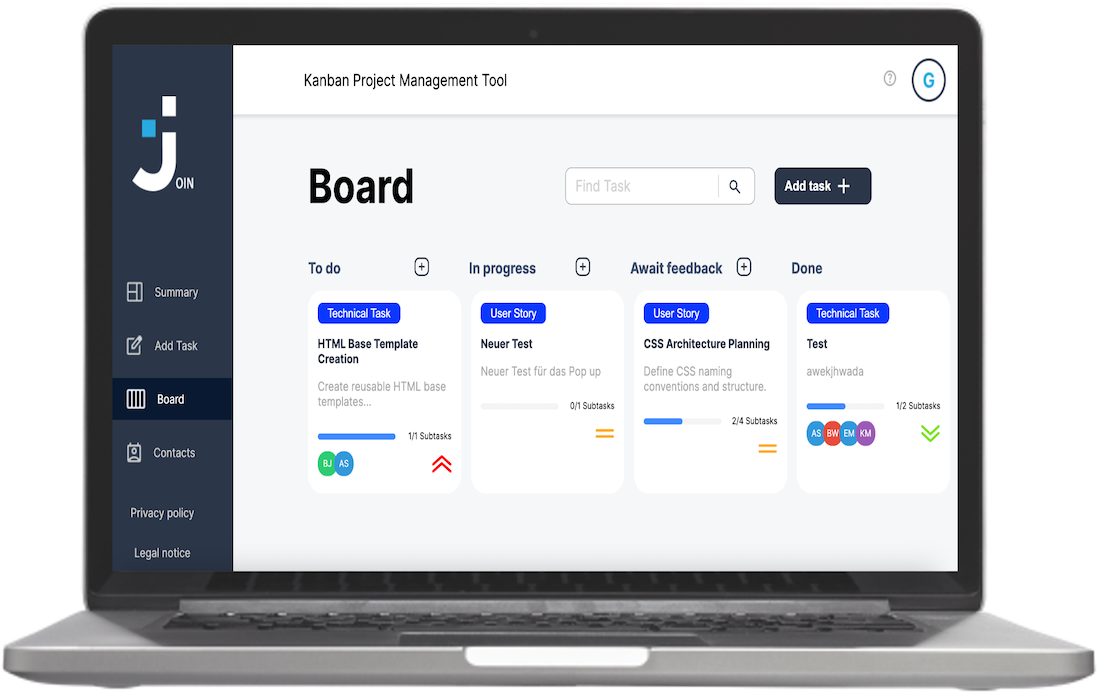 Kanban Project Management Tool
G
JOIN
Board
Find Task
Add task
Summary
Add Task
Board
Contacts
Privacy policy
Legal notice
To do
Technical Task
HTML Base Template
Creation
Create reusable HTML base
templates...
1/1 Subtasks
BJ AS
In progress
User Story
Neuer Test
Neuer Test für das Pop up
0/1 Subtasks
Await feedback
User Story
CSS Architecture Planning
Define CSS naming
conventions and structure.
2/4 Subtasks
Done
Technical Task
Test
awekjhwada
1/2 Subtasks
AS BW EM KM